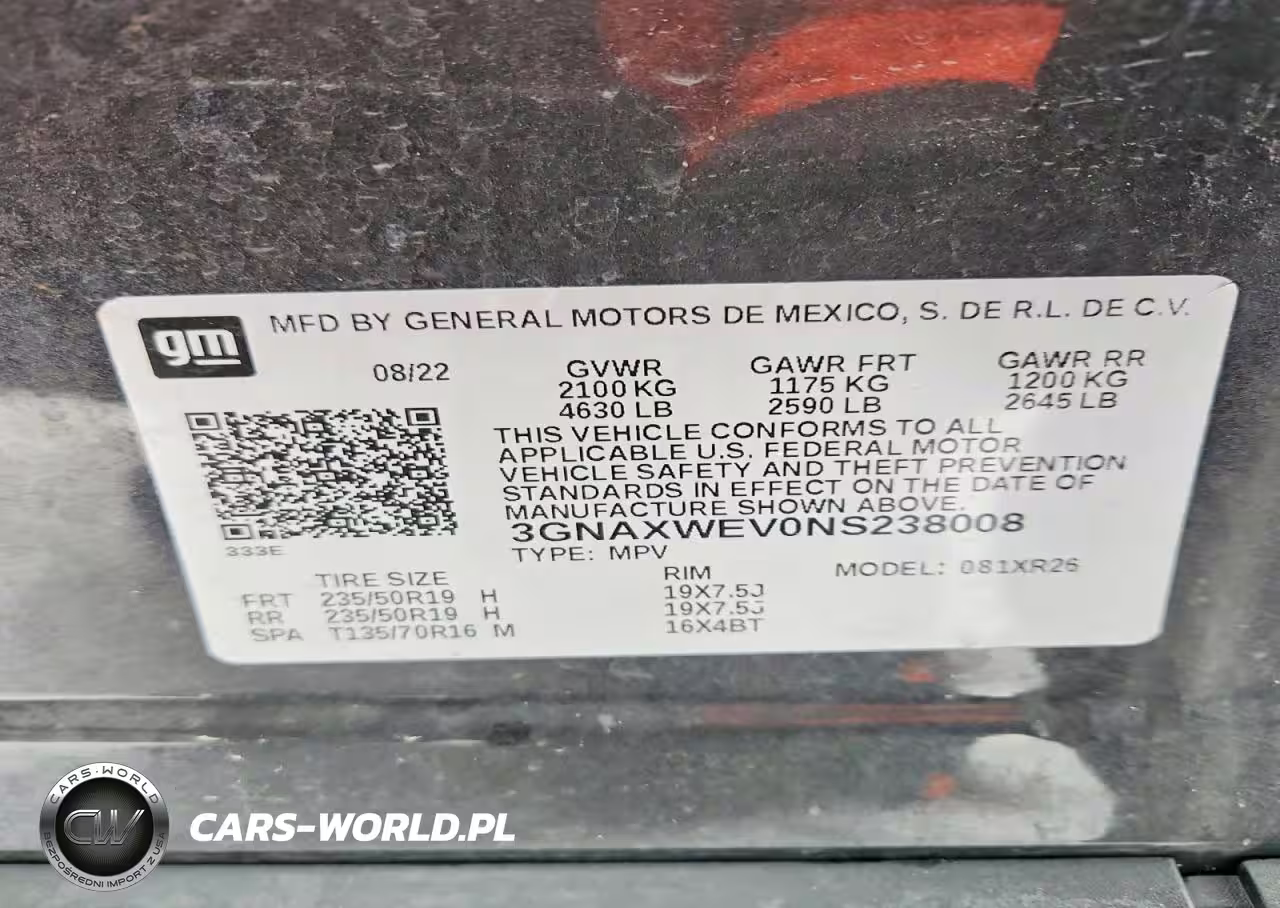 gm
MFD BY GENERAL MOTORS DE MEXICO, S. DE R.L. DE C.V.
08/22
GVWR GAWR FRT GAWR RR
2100 KG 1175 KG 1200 KG
4630 LB 2590 LB 2645 LB
THIS VEHICLE CONFORMS TO ALL
APPLICABLE U.S. FEDERAL MOTOR
VEHICLE SAFETY AND THEFT PREVENTION
STANDARDS IN EFFECT ON THE DATE OF
MANUFACTURE SHOWN ABOVE.
3GNAXWEV0NS238008
333E
TYPE: MPV
MODEL: 081XR26
TIRE SIZE RIM
FRT 235/50R19 H 19X7.5J
RR 235/50R19 H 19X7.5J
SPA T135/70R16 M 16X4BT
CARS-WORLD
CW
BEZPOŚREDNI IMPORT Z USA
CARS-WORLD.PL